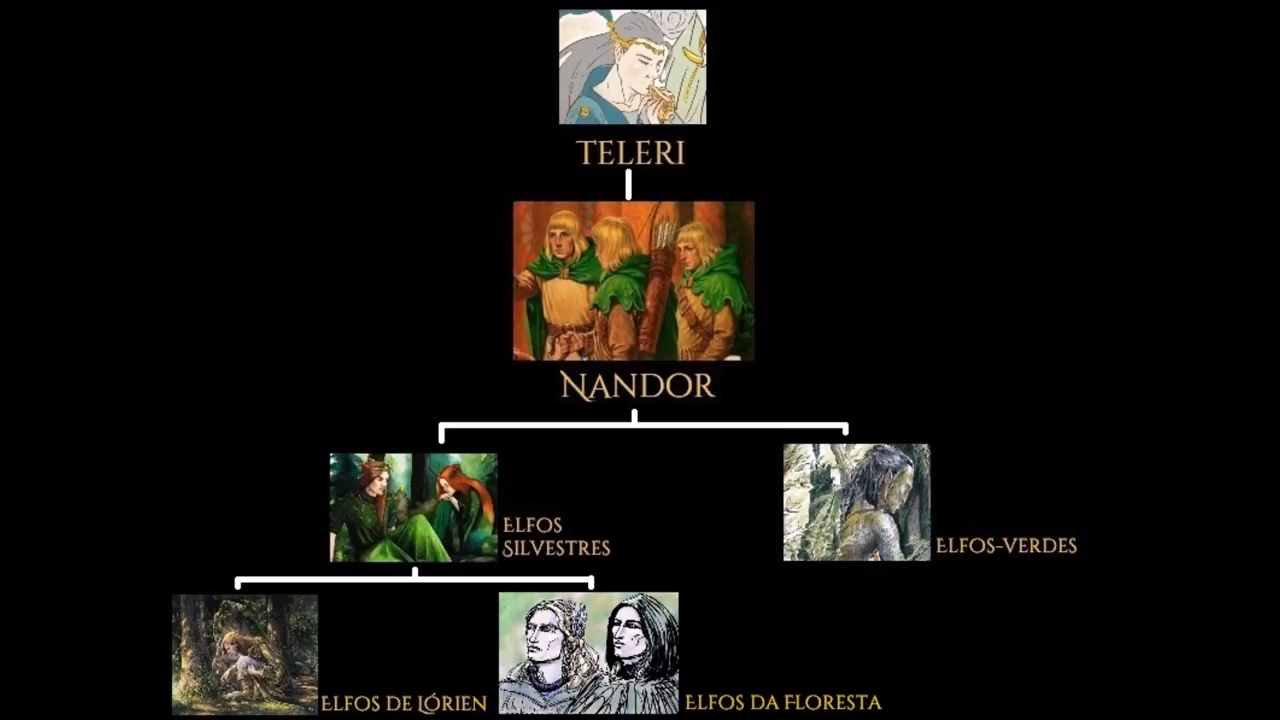 Teleri
Nandor
Elfos
Silvestres
Elfos-verdes
Elfos de Lórien
Elfos da Floresta